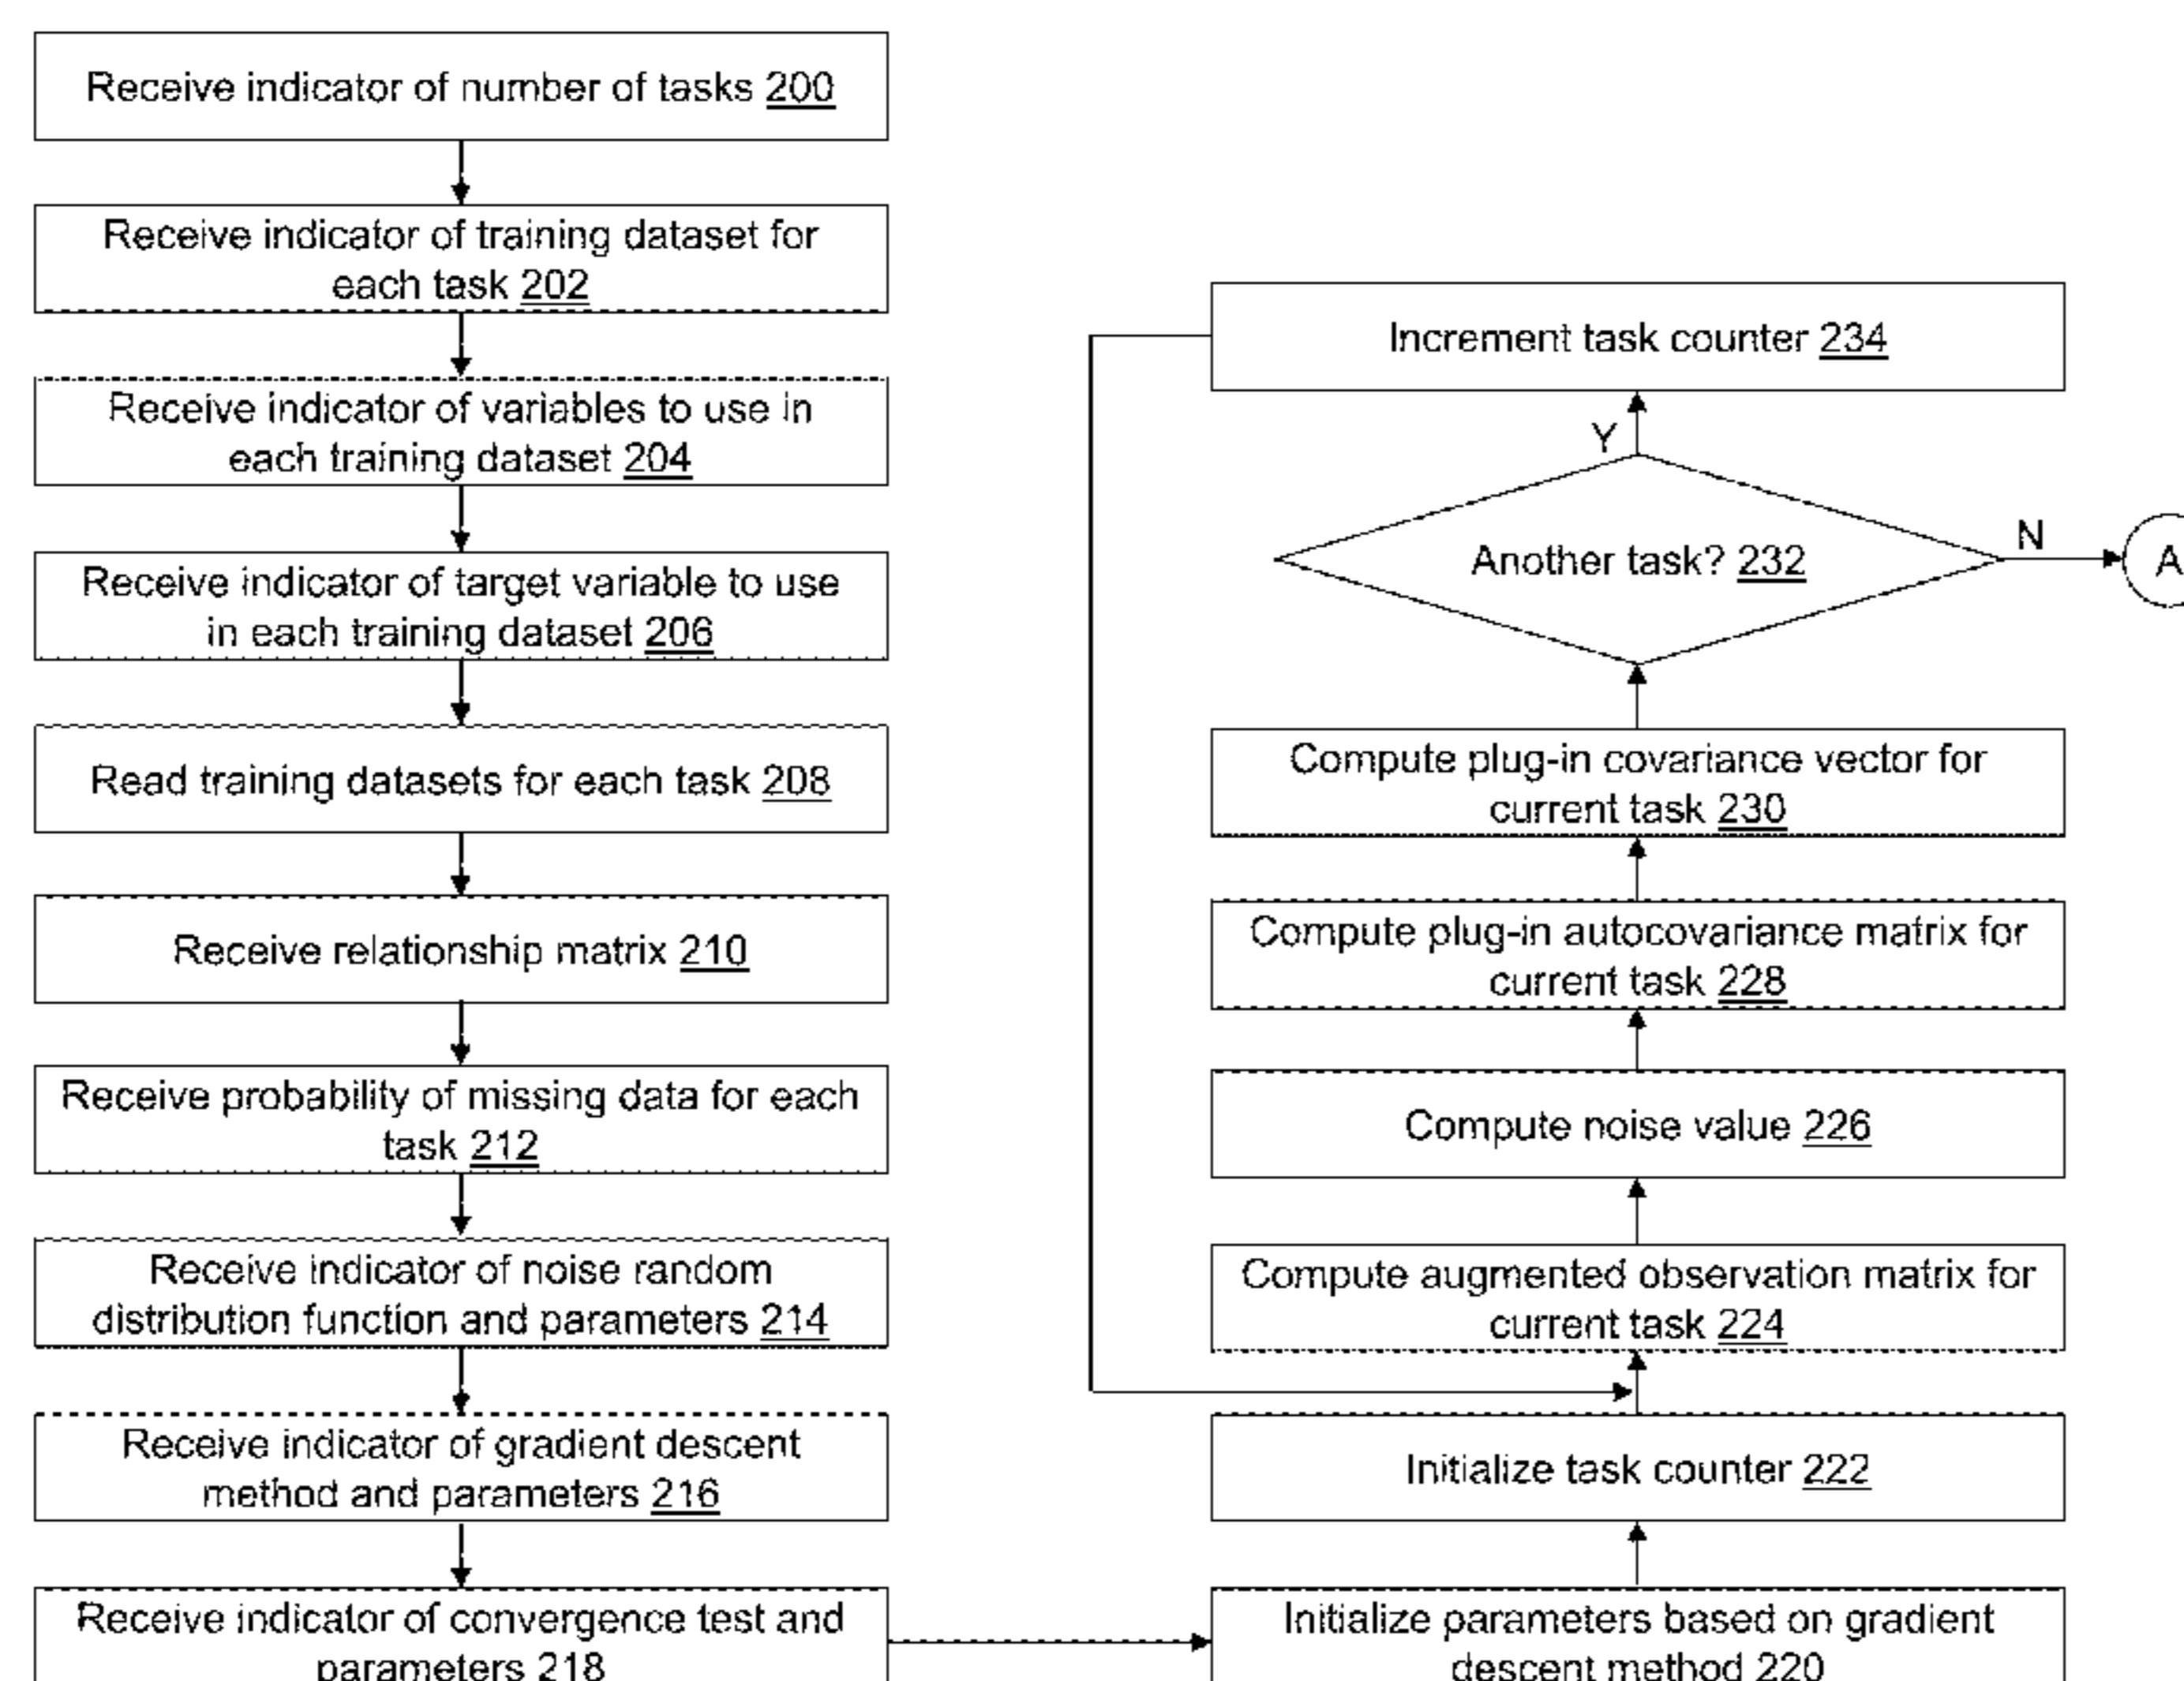 Receive indicator of number of tasks 200
Receive indicator of training dataset for
each task 202
Receive indicator of variables to use in
each training dataset 204
Receive indicator of target variable to use
in each training dataset 206
Read training datasets for each task 208
Receive relationship matrix 210
Receive probability of missing data for each
task 212
Receive indicator of noise random
distribution function and parameters 214
Receive indicator of gradient descent
method and parameters 216
Receive indicator of convergence test and
parameters 218
Increment task counter 234
Y
Another task? 232
N
A
Compute plug-in covariance vector for
current task 230
Compute plug-in autocovariance matrix for
current task 228
Compute noise value 226
Compute augmented observation matrix for
current task 224
Initialize task counter 222
Initialize parameters based on gradient
descent method 220